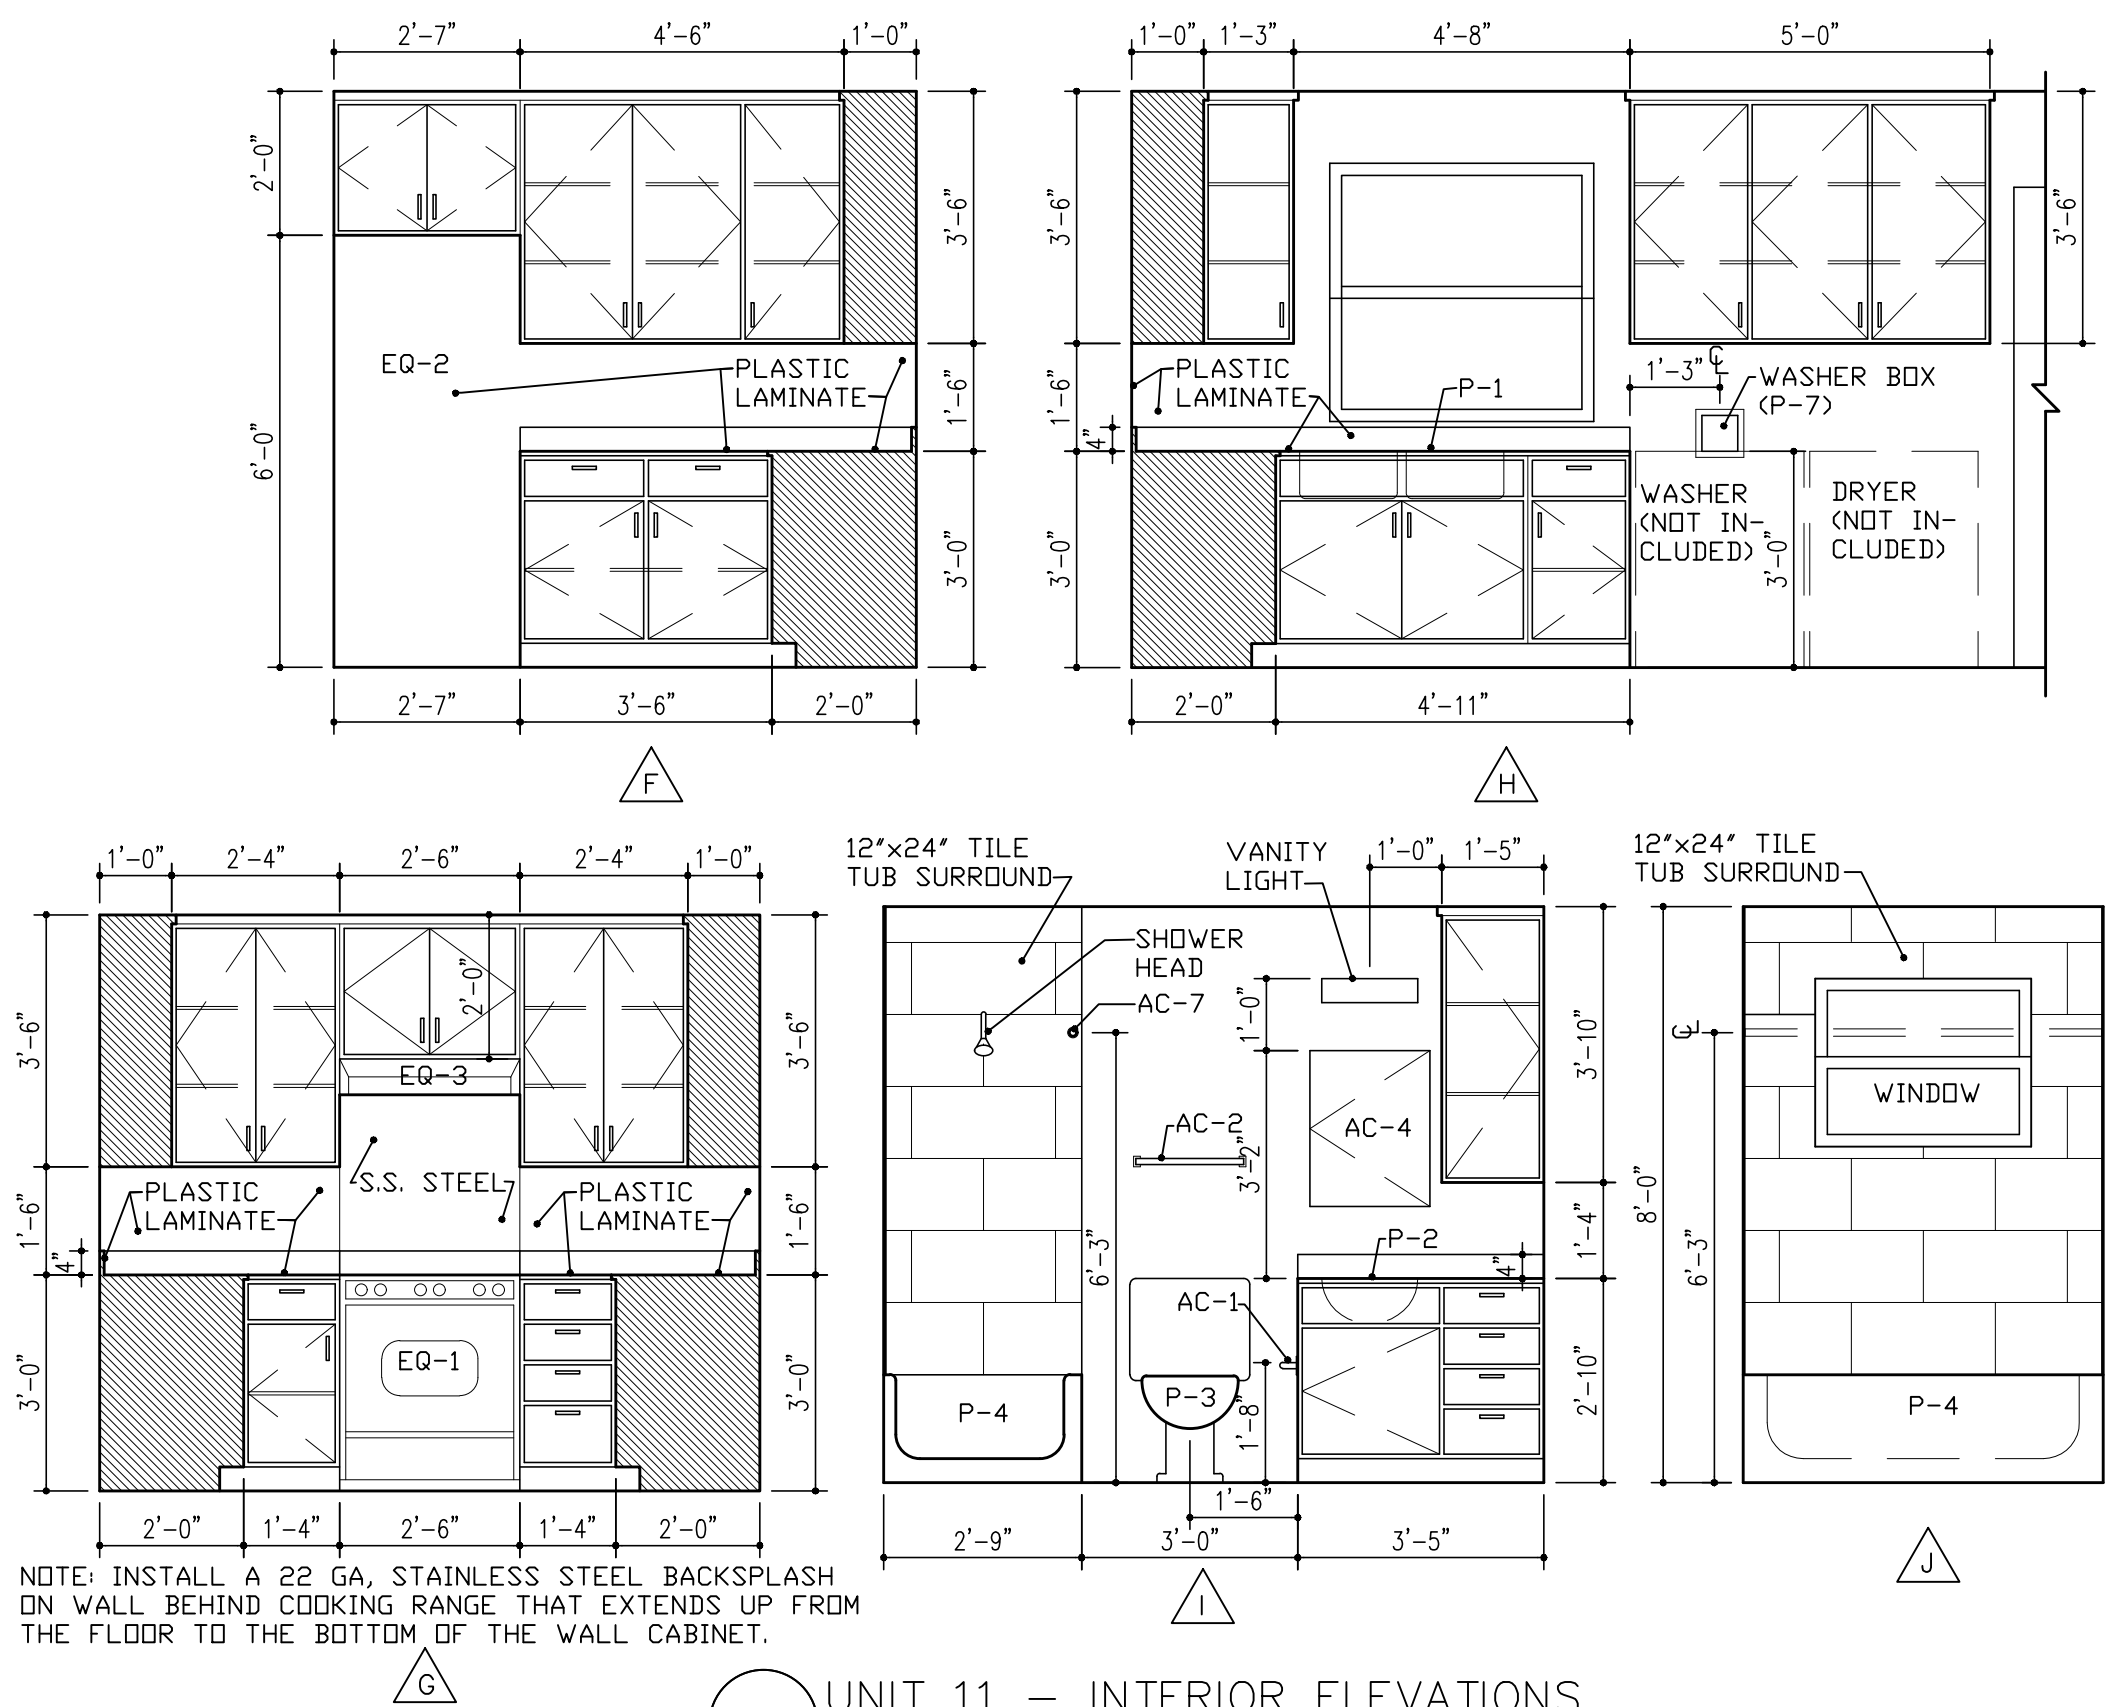 2'-7" 4'-6" 1'-0"
2'-0"
6'-0"
EQ-2
PLASTIC
LAMINATE
3'-6"
1'-6"
3'-0"
2'-7" 3'-6" 2'-0"
F
1'-0" 1'-3" 4'-8" 5'-0"
3'-6"
1'-6"
4"
3'-0"
PLASTIC
LAMINATE
P-1
1'-3"
℄
WASHER BOX
(P-7)
3'-6"
WASHER
(NOT IN-
CLUDED)
3'-0"
DRYER
(NOT IN-
CLUDED)
2'-0" 4'-11"
H
1'-0" 2'-4" 2'-6" 2'-4" 1'-0"
3'-6"
1'-6"
4"
3'-0"
2'-0"
EQ-3
S.S. STEEL
PLASTIC
LAMINATE
PLASTIC
LAMINATE
EQ-1
3'-6"
1'-6"
3'-0"
2'-0" 1'-4" 2'-6" 1'-4" 2'-0"
NOTE: INSTALL A 22 GA, STAINLESS STEEL BACKSPLASH
ON WALL BEHIND COOKING RANGE THAT EXTENDS UP FROM
THE FLOOR TO THE BOTTOM OF THE WALL CABINET.
G
12"x24" TILE
TUB SURROUND
VANITY
LIGHT
1'-0" 1'-5"
SHOWER
HEAD
AC-7
1'-0"
AC-2
3'-2"
AC-4
3'-10"
6'-3"
P-2
4"
1'-4"
AC-1
P-4
P-3
1'-8"
2'-10"
1'-6"
2'-9" 3'-0" 3'-5"
I
12"x24" TILE
TUB SURROUND
℄
8'-0"
6'-3"
WINDOW
P-4
J
UNIT 11 - INTERIOR ELEVATIONS